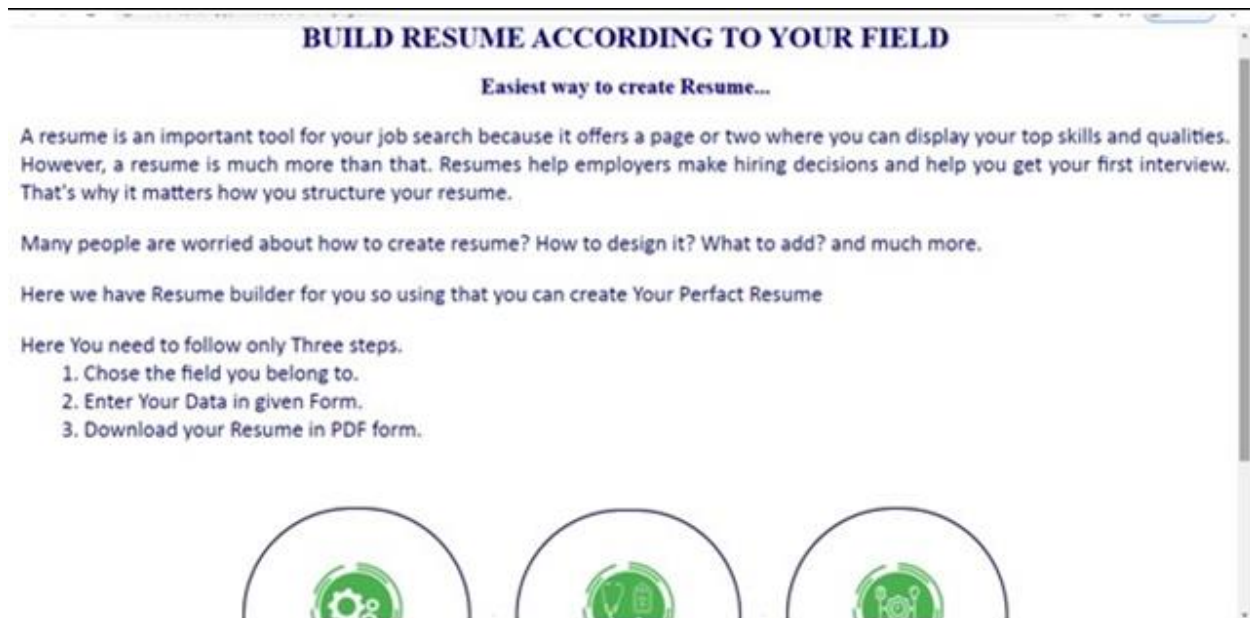 BUILD RESUME ACCORDING TO YOUR FIELD
Easiest way to create Resume...
A resume is an important tool for your job search because it offers a page or two where you can display your top skills and qualities.
However, a resume is much more than that. Resumes help employers make hiring decisions and help you get your first interview.
That's why it matters how you structure your resume.
Many people are worried about how to create resume? How to design it? What to add? and much more.
Here we have Resume builder for you so using that you can create Your Perfact Resume
Here You need to follow only Three steps.
1. Chose the field you belong to.
2. Enter Your Data in given Form.
3. Download your Resume in PDF form.